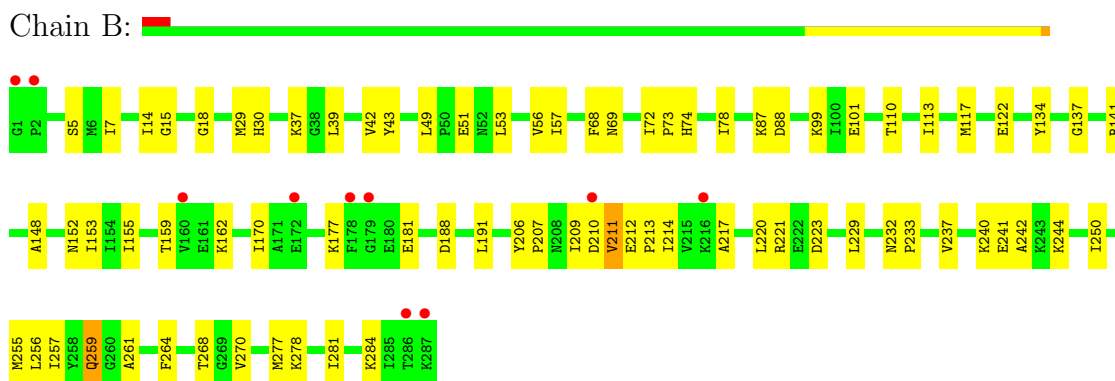 Chain B:
G1 P2 S5 M6 I7 I14 G15 G18 M29 H30 K37 G38 L39 V42 Y43 L49 P50 E51 N52 L53 V56 I57 F68 N69 I72 P73 H74 I78 K87 D88 K99 I100 E101 T110 I113 M117 E122 Y134 G137
A148 N152 I153 I154 I155 T159 V160 E161 K162 I170 A171 E172 K177 F178 G179 E180 E181 D188 L191 Y206 P207 N208 I209 D210 V211 E212 P213 I214 V215 K216 A217 L220 R221 E222 D223 L229 N232 P233 V237 K240 E241 A242 K243 K244 I250
M255 L256 I257 Y258 Q259 G260 A261 F264 T268 G269 V270 M277 K278 I281 K284 I285 T286 K287